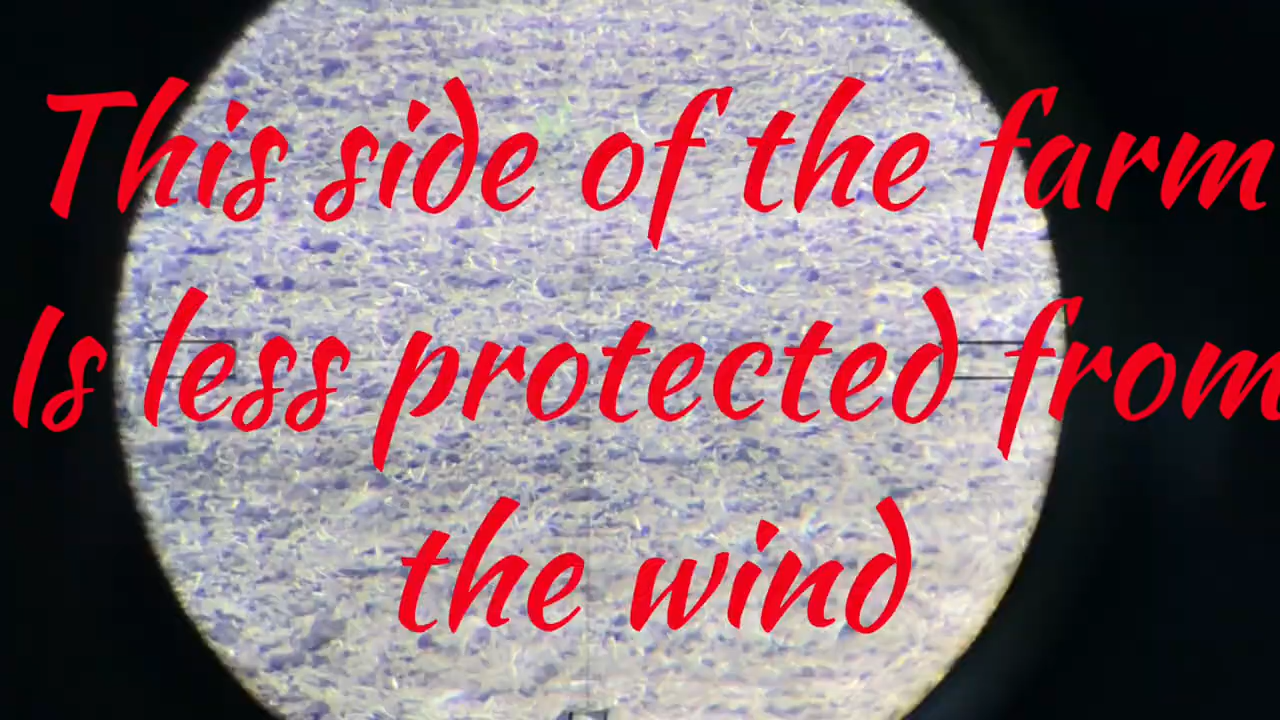 This side of the farm
Is less protected from
the wind